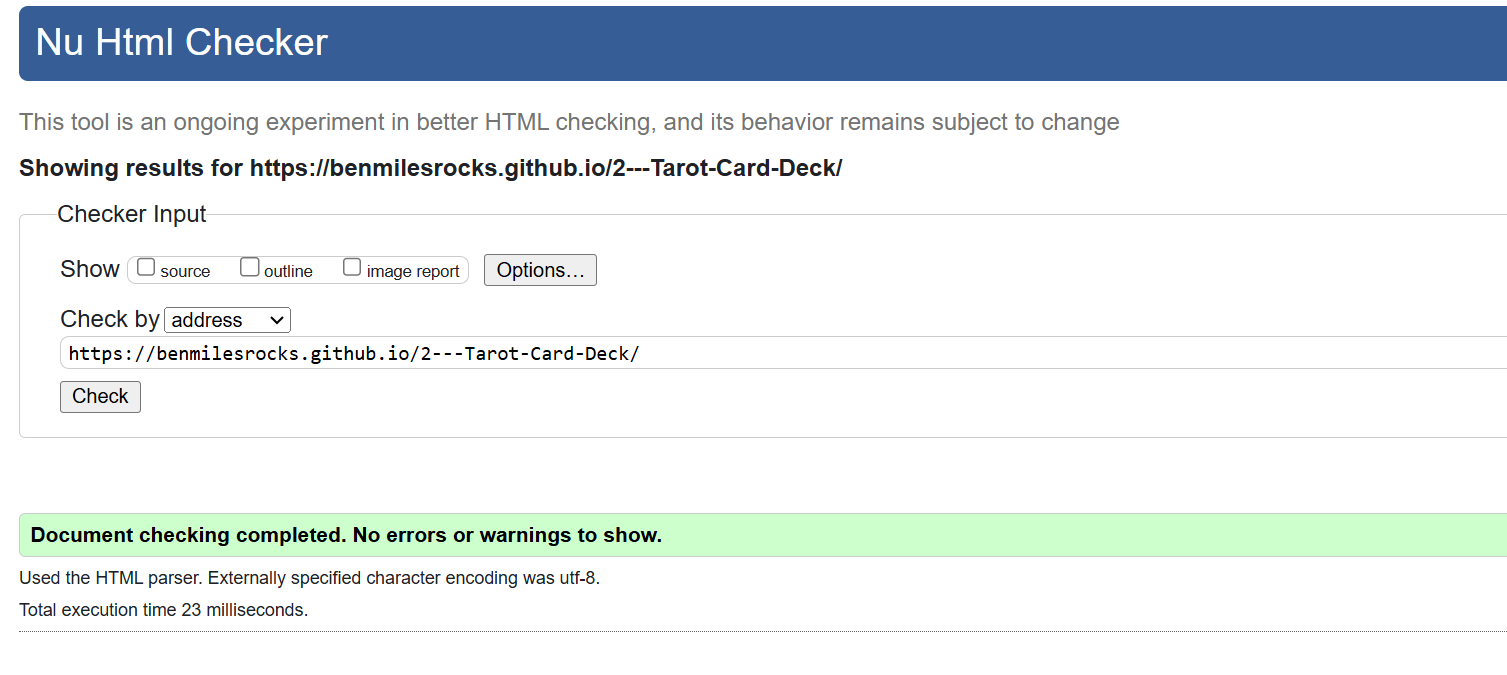 Nu Html Checker
This tool is an ongoing experiment in better HTML checking, and its behavior remains subject to change
Showing results for https://benmilesrocks.github.io/2---Tarot-Card-Deck/
Checker Input
Show source outline image report Options...
Check by address
https://benmilesrocks.github.io/2---Tarot-Card-Deck/
Check
Document checking completed. No errors or warnings to show.
Used the HTML parser. Externally specified character encoding was utf-8.
Total execution time 23 milliseconds.